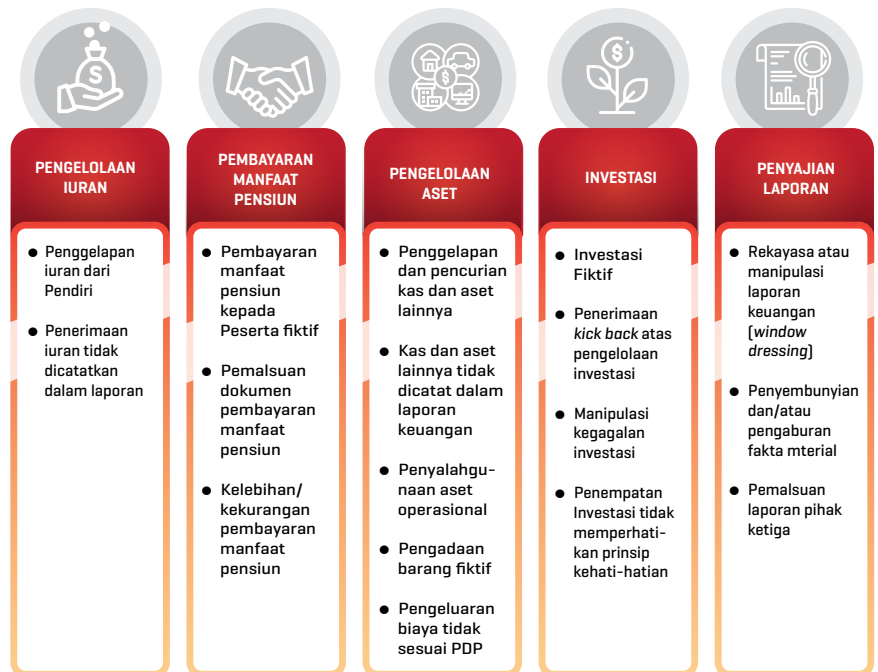 PENGELOLAAN
IURAN
● Penggelapan
iuran dari
Pendiri
● Penerimaan
iuran tidak
dicatatkan
dalam laporan
PEMBAYARAN
MANFAAT
PENSIUN
● Pembayaran
manfaat
pensiun
kepada
Peserta fiktif
● Pemalsuan
dokumen
pembayaran
manfaat
pensiun
● Kelebihan/
kekurangan
pembayaran
manfaat
pensiun
PENGELOLAAN
ASET
● Penggelapan
dan pencurian
kas dan aset
lainnya
● Kas dan aset
lainnya tidak
dicatat dalam
laporan
keuangan
● Penyalahgu-
naan aset
operasional
● Pengadaan
barang fiktif
● Pengeluaran
biaya tidak
sesuai PDP
INVESTASI
● Investasi
Fiktif
● Penerimaan
kick back atas
pengelolaan
investasi
● Manipulasi
kegagalan
investasi
● Penempatan
Investasi tidak
memperhati-
kan prinsip
kehati-hatian
PENYAJIAN
LAPORAN
● Rekayasa atau
manipulasi
laporan
keuangan
(window
dressing)
● Penyembunyian
dan/atau
pengaburan
fakta mterial
● Pemalsuan
laporan pihak
ketiga